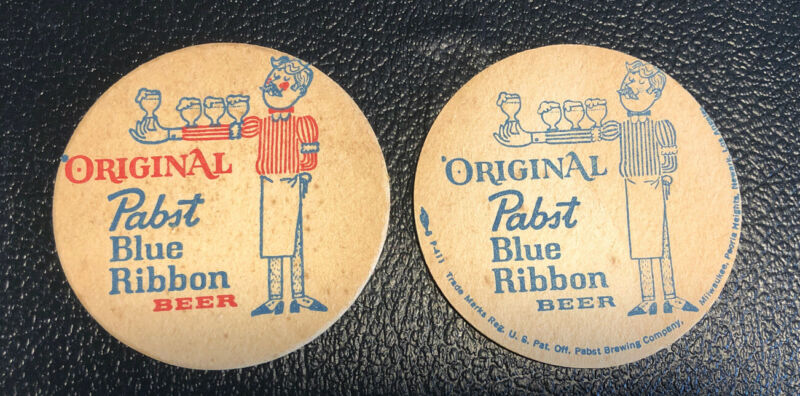 ORIGINAL
Pabst
Blue
Ribbon
BEER
ORIGINAL
Pabst
Blue
Ribbon
BEER
P-411 Trade Marks Reg. U. S. Pat. Off. Pabst Brewing Company, Milwaukee, Peoria Heights, Newark, Los